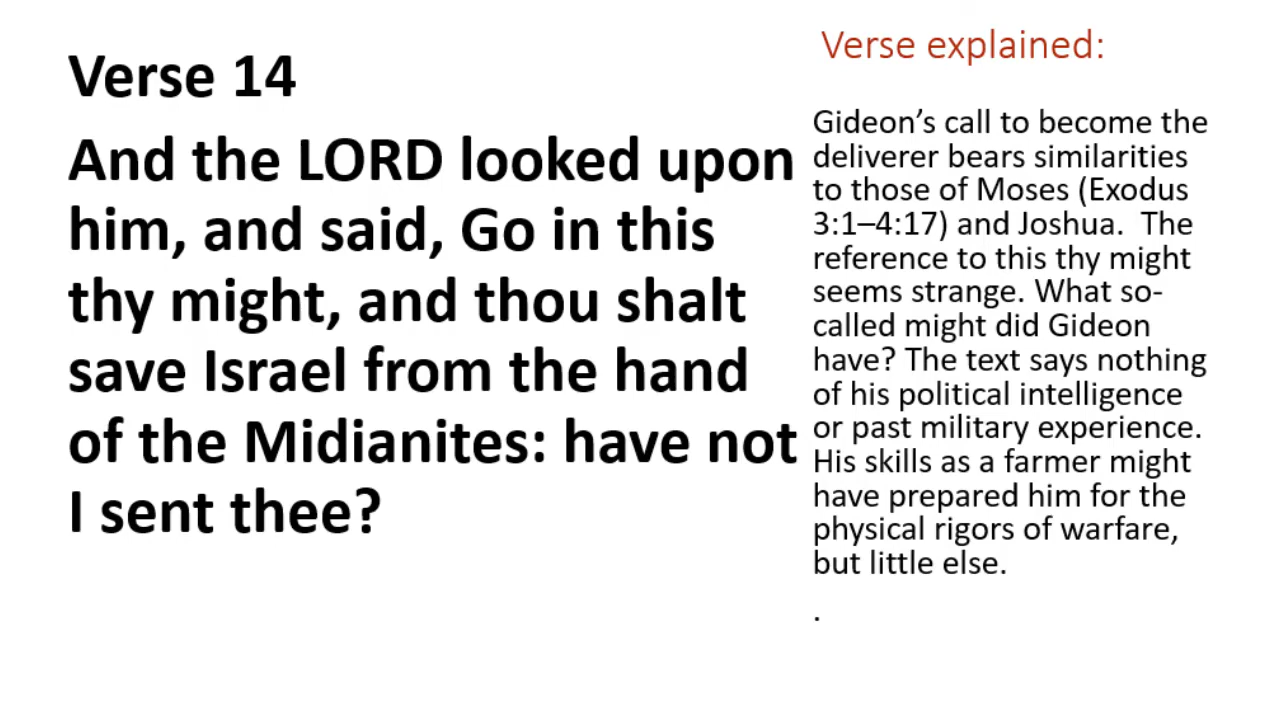 Verse 14
And the LORD looked upon
him, and said, Go in this
thy might, and thou shalt
save Israel from the hand
of the Midianites: have not
I sent thee?
Verse explained:
Gideon’s call to become the
deliverer bears similarities
to those of Moses (Exodus
3:1–4:17) and Joshua.  The
reference to this thy might
seems strange. What so-
called might did Gideon
have? The text says nothing
of his political intelligence
or past military experience.
His skills as a farmer might
have prepared him for the
physical rigors of warfare,
but little else.
.